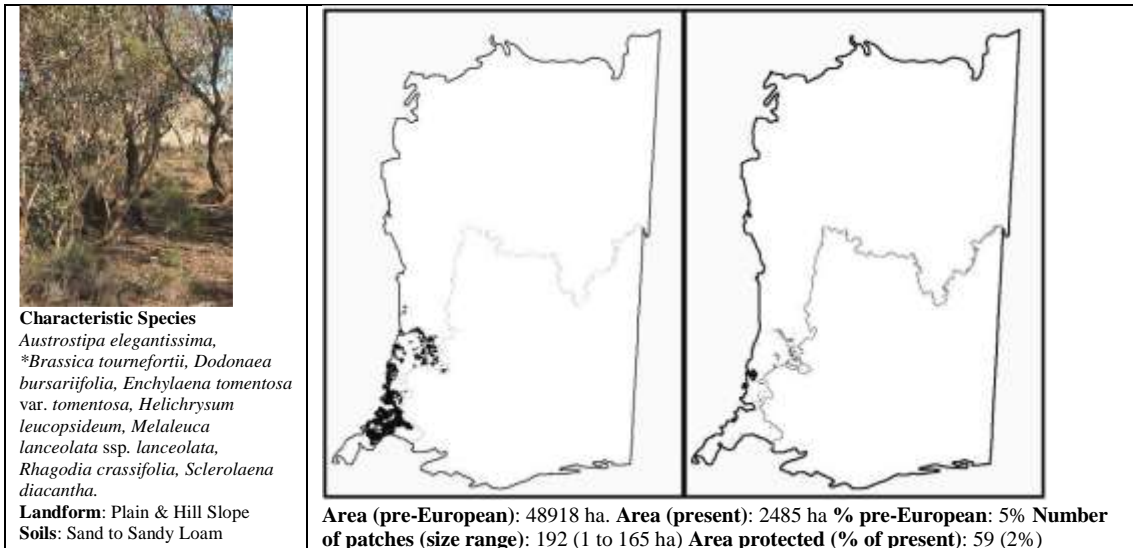 Characteristic Species
Austrostipa elegantissima,
*Brassica tournefortii, Dodonaea
bursariifolia, Enchylaena tomentosa
var. tomentosa, Helichrysum
leucopsideum, Melaleuca
lanceolata ssp. lanceolata,
Rhagodia crassifolia, Sclerolaena
diacantha.
Landform: Plain & Hill Slope
Soils: Sand to Sandy Loam
Area (pre-European): 48918 ha. Area (present): 2485 ha % pre-European: 5% Number
of patches (size range): 192 (1 to 165 ha) Area protected (% of present): 59 (2%)